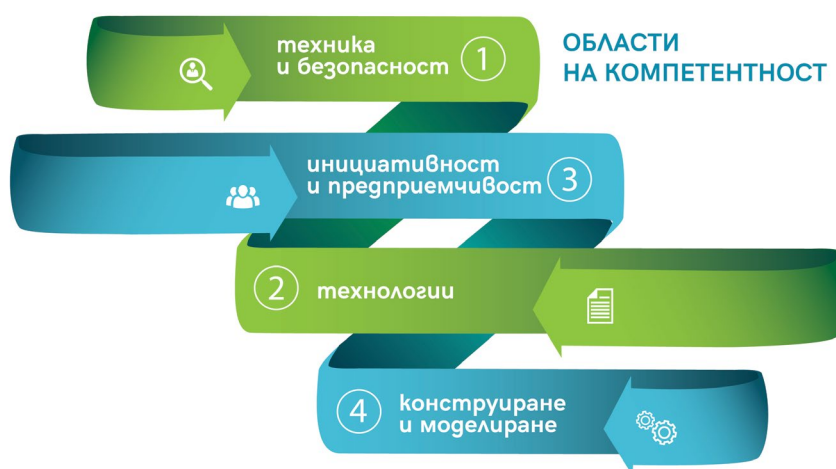 техника
и безопасност 1
ОБЛАСТИ
НА КОМПЕТЕНТНОСТ
инициативност
и предприемчивост 3
2 технологии
4 конструиране
и моделиране